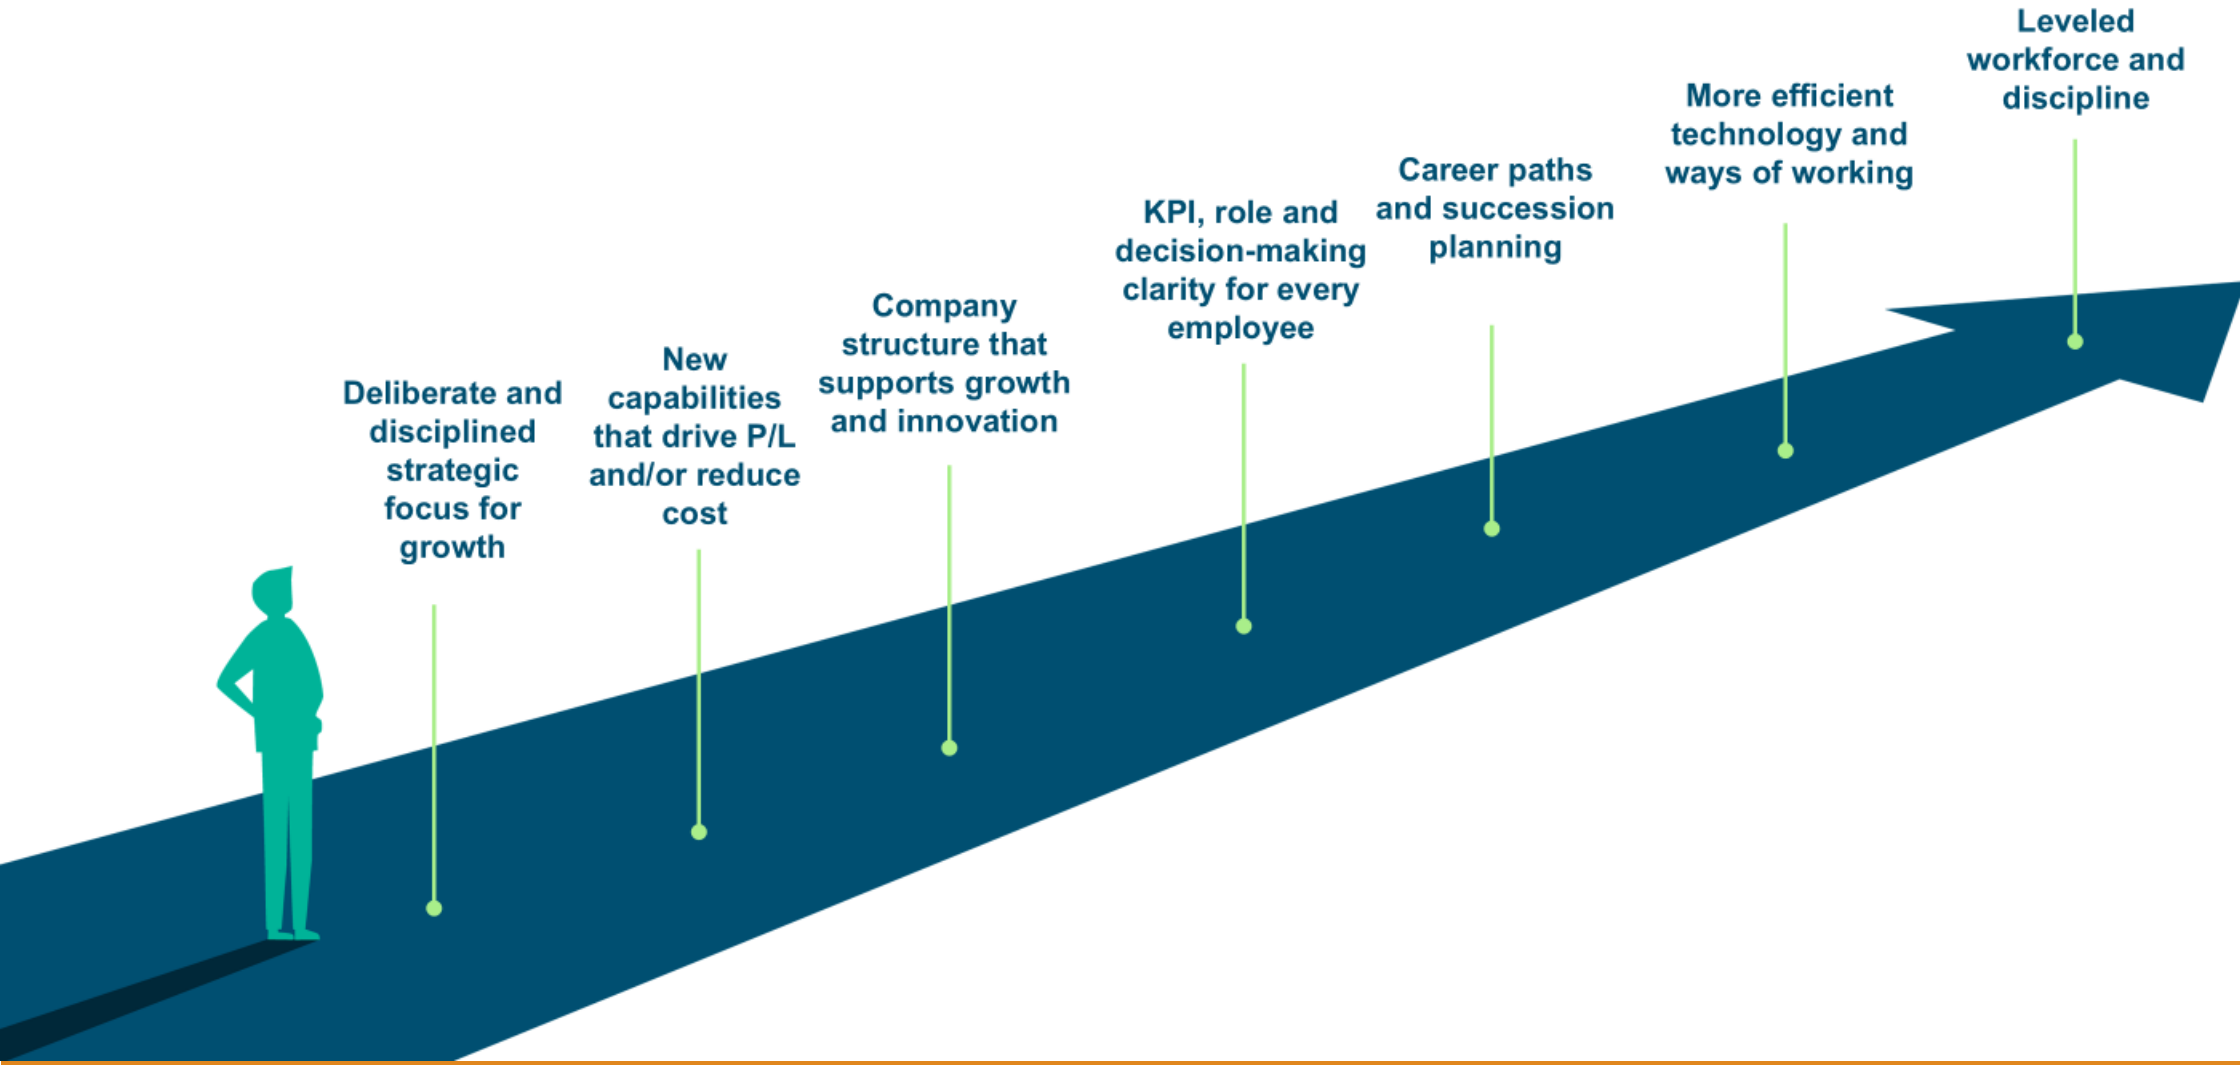 Deliberate and
disciplined
strategic
focus for
growth
New
capabilities
that drive P/L
and/or reduce
cost
Company
structure that
supports growth
and innovation
KPI, role and
decision-making
clarity for every
employee
Career paths
and succession
planning
More efficient
technology and
ways of working
Leveled
workforce and
discipline